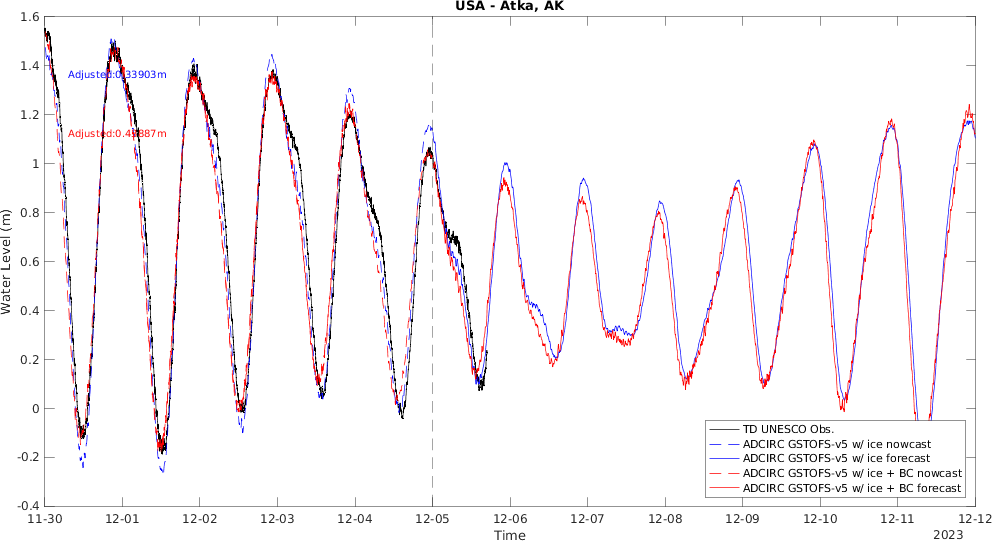 USA - Atka, AK
1.6
1.4
1.2
1
0.8
0.6
0.4
0.2
0
-0.2
-0.4
Water Level (m)
Adjusted:0.33903m
TD UNESCO Obs.
ADCIRC GSTOFS-v5 w/ ice nowcast
ADCIRC GSTOFS-v5 w/ ice forecast
ADCIRC GSTOFS-v5 w/ ice + BC nowcast
ADCIRC GSTOFS-v5 w/ ice + BC forecast
11-30 12-01 12-02 12-03 12-04 12-05 12-06 12-07 12-08 12-09 12-10 12-11 12-12
Time
2023